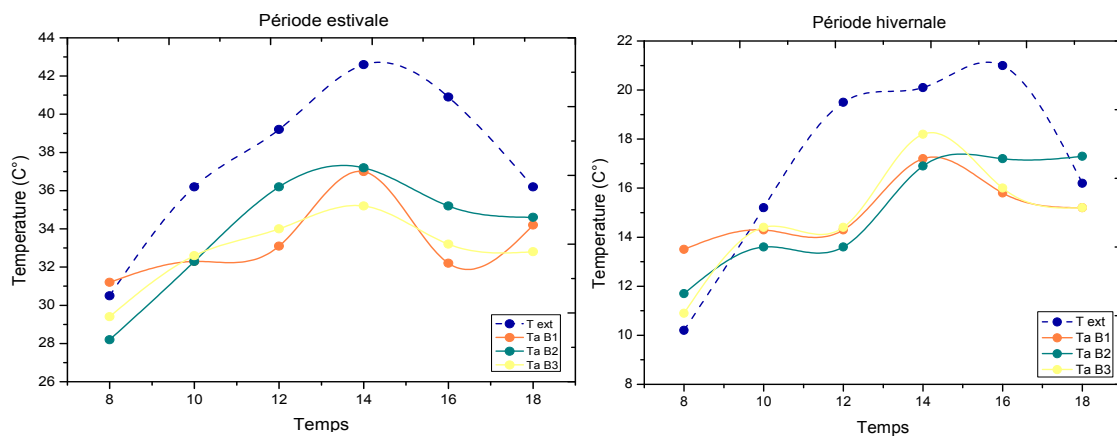 Période estivale
44
42
40
38
36
34
32
30
28
26
Temperature (C°)
8 10 12 14 16 18
Temps
T ext
Ta B1
Ta B2
Ta B3
Période hivernale
22
20
18
16
14
12
10
8
Temperature (C°)
8 10 12 14 16 18
Temps
T ext
Ta B1
Ta B2
Ta B3